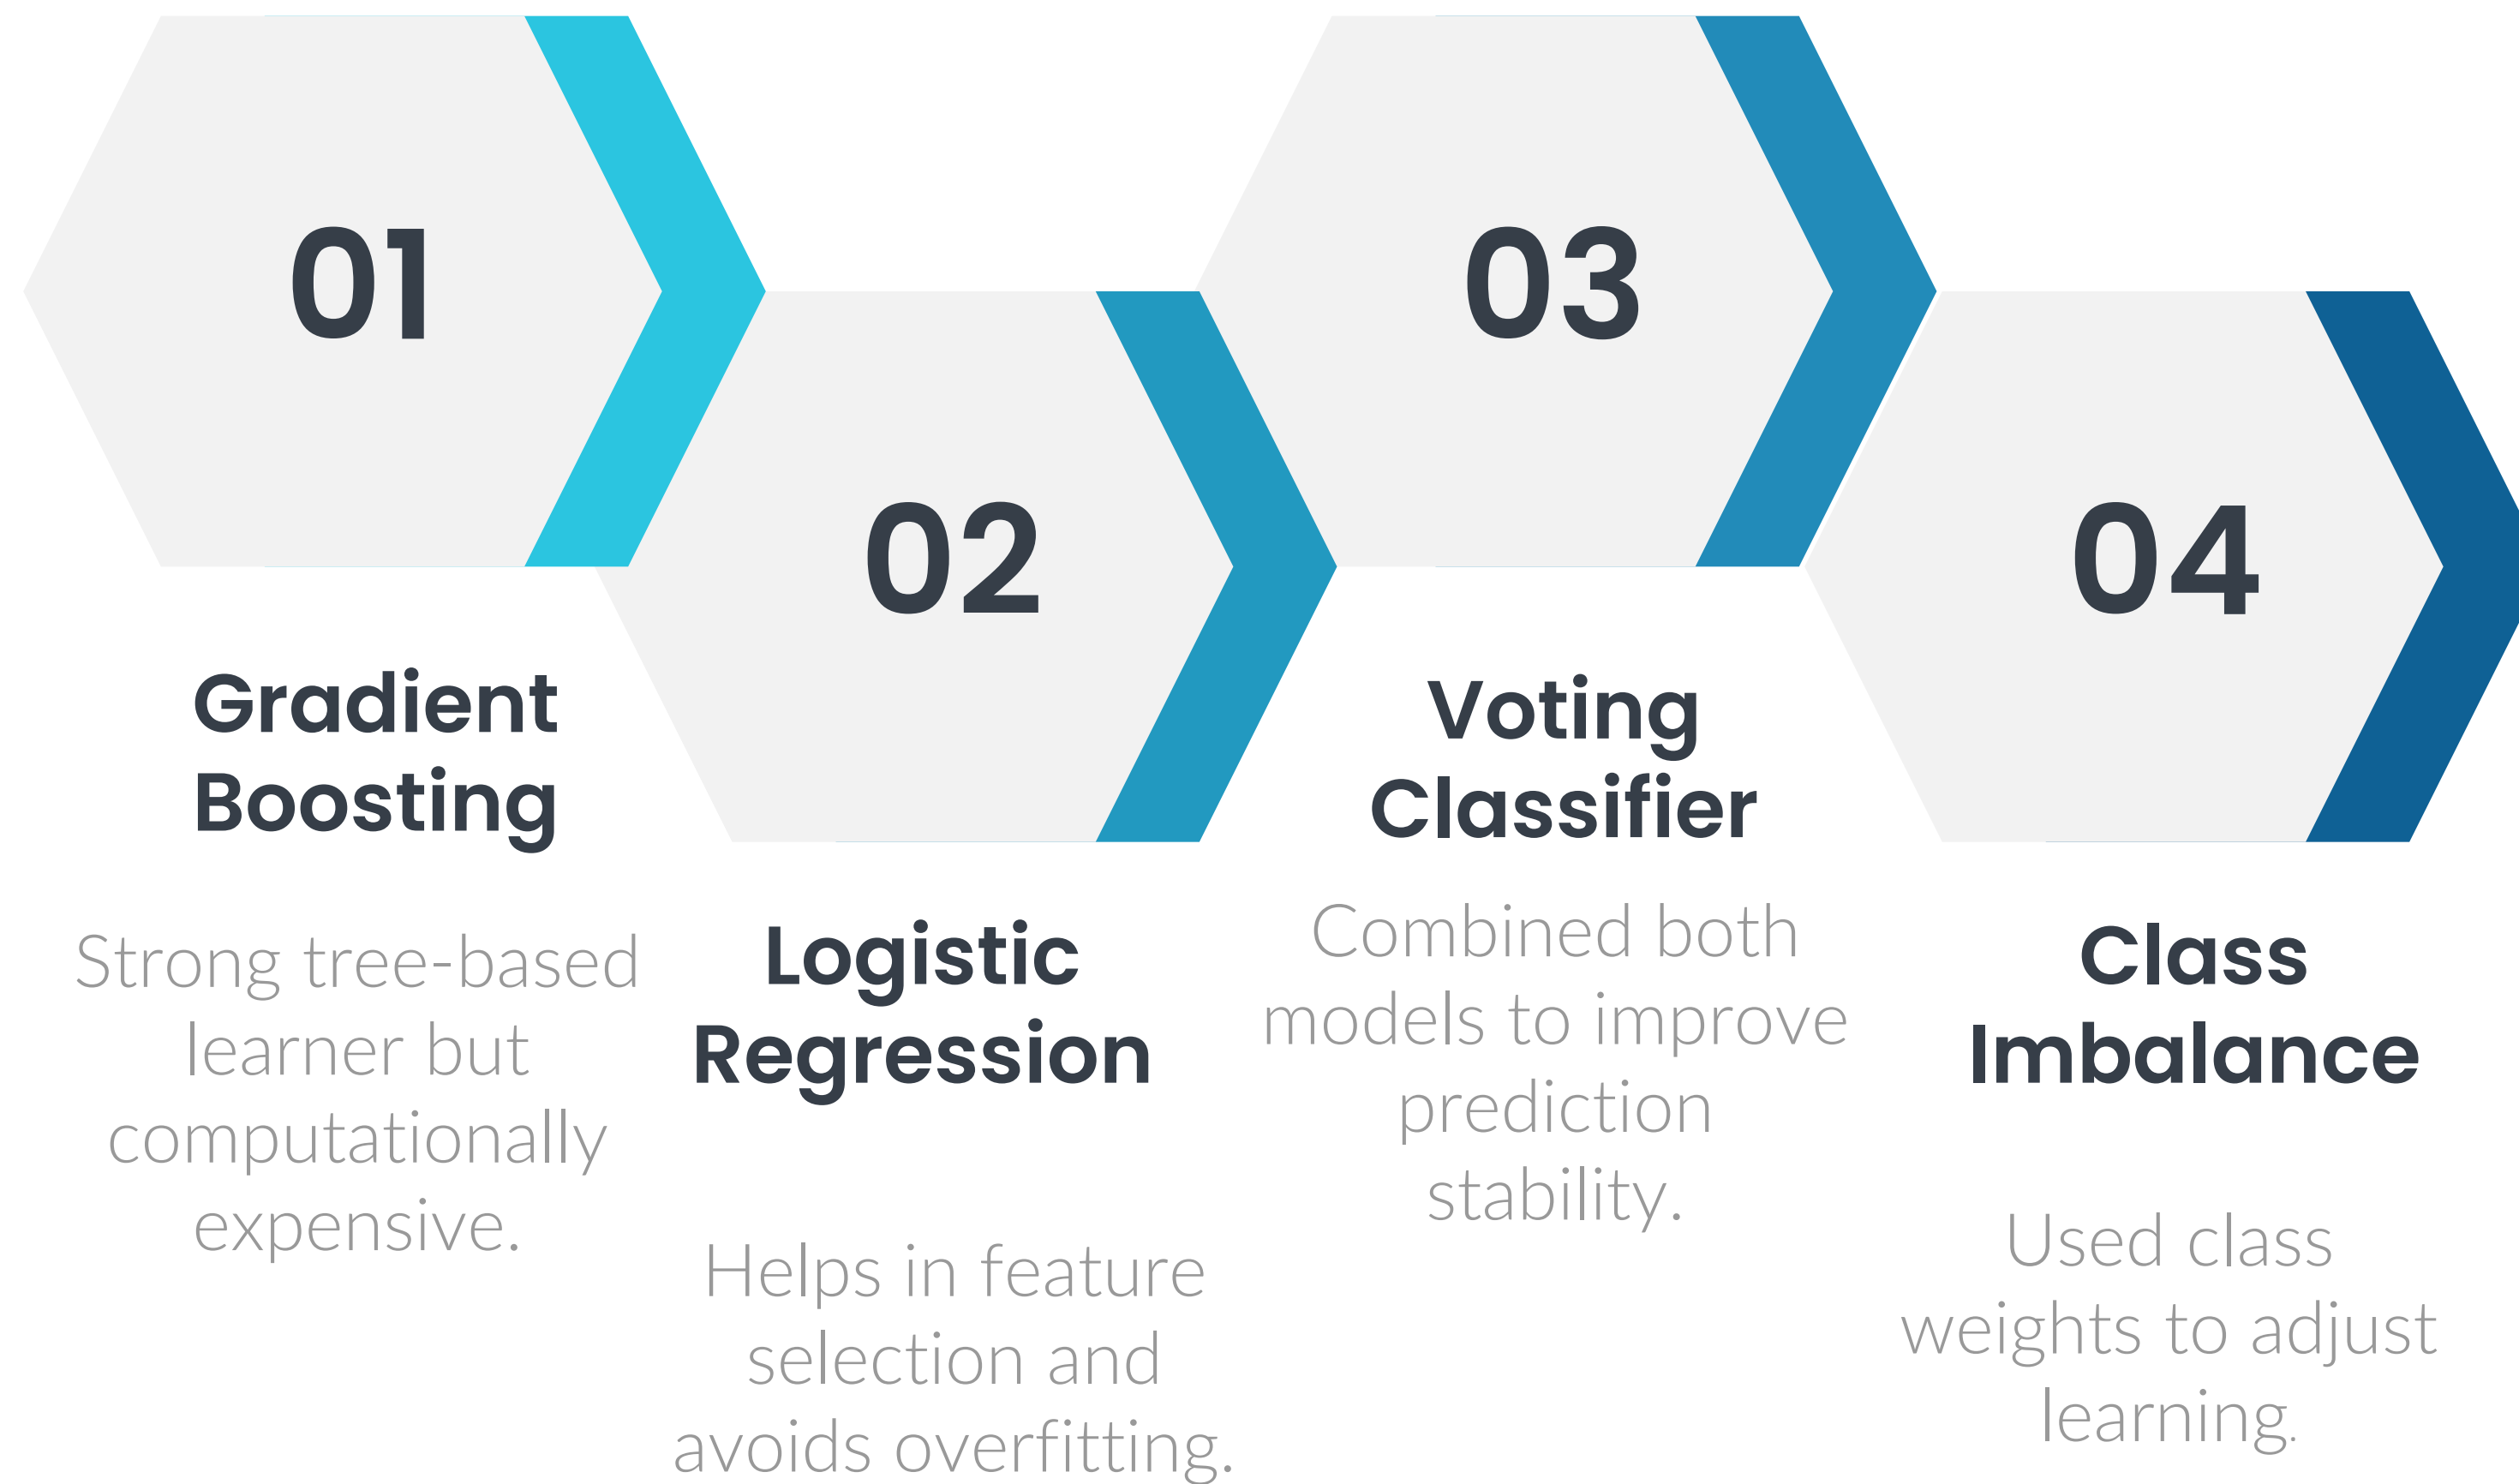 01
Gradient
Boosting
Strong tree-based
learner but
computationally
expensive.
02
Logistic
Regression
Helps in feature
selection and
avoids overfitting.
03
Voting
Classifier
Combined both
models to improve
prediction
stability.
04
Class
Imbalance
Used class
weights to adjust
learning.